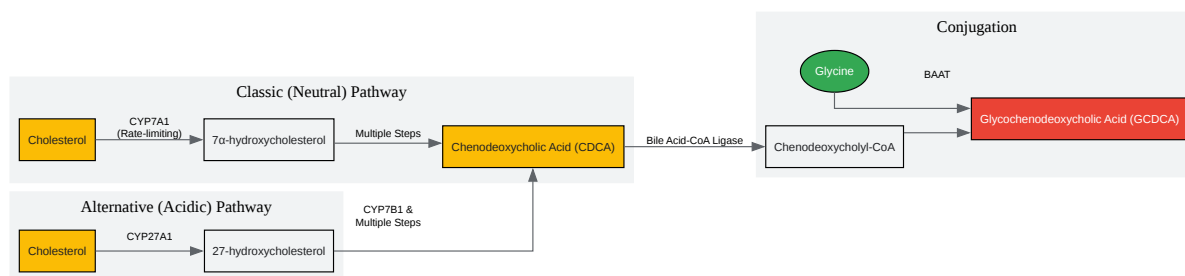 Conjugation
Glycine
BAAT
Classic (Neutral) Pathway
Cholesterol
CYP7A1
(Rate-limiting)
7α-hydroxycholesterol
Multiple Steps
Chenodeoxycholic Acid (CDCA)
Bile Acid-CoA Ligase
Chenodeoxycholyl-CoA
Glycochenodeoxycholic Acid (GCDCA)
Alternative (Acidic) Pathway
Cholesterol
CYP27A1
27-hydroxycholesterol
CYP7B1 &
Multiple Steps